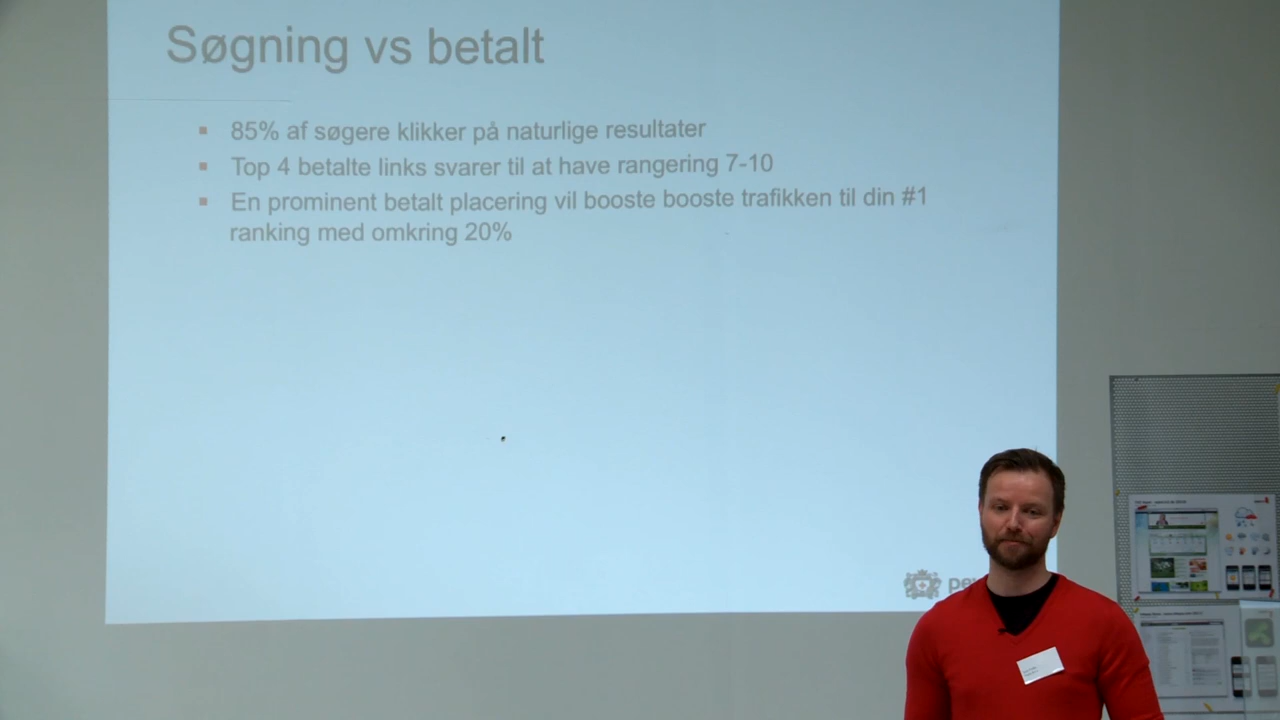 Søgning vs betalt
85% af søgere klikker på naturlige resultater
Top 4 betalte links svarer til at have rangering 7-10
En prominent betalt placering vil booste booste trafikken til din #1
ranking med omkring 20%